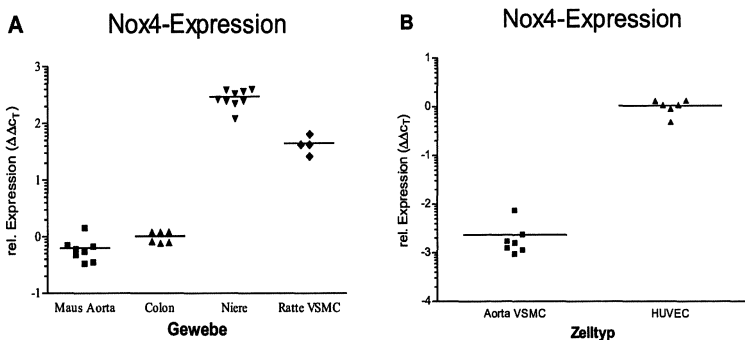 A
Nox4-Expression
rel. Expression (ΔΔcT)
3
2
1
0
-1
Maus Aorta
Colon
Niere
Ratte VSMC
Gewebe
B
Nox4-Expression
rel. Expression (ΔΔcT)
1
0
-1
-2
-3
-4
Aorta VSMC
HUVEC
Zelltyp